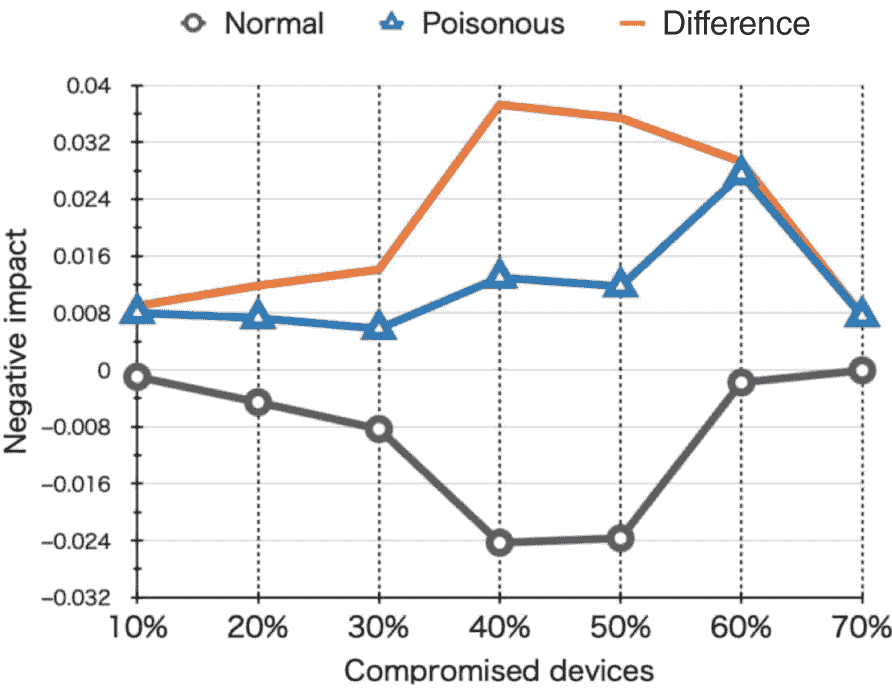 Normal Poisonous Difference
0.04
0.032
0.024
0.016
0.008
0
−0.008
−0.016
−0.024
−0.032
Negative impact
10% 20% 30% 40% 50% 60% 70%
Compromised devices